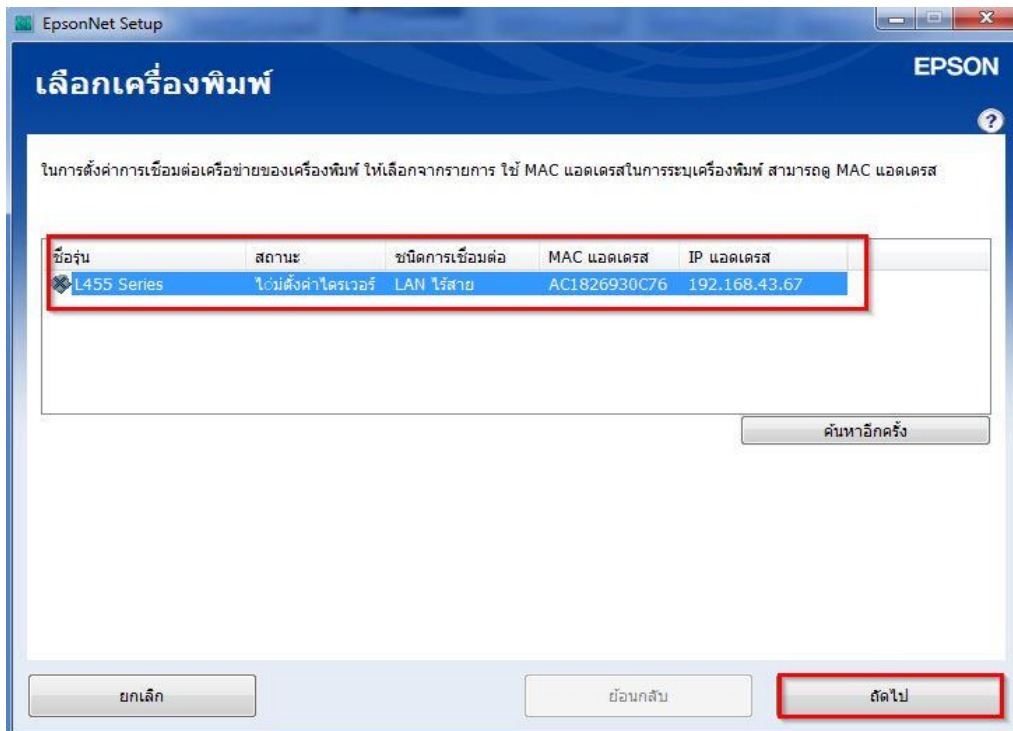 EpsonNet Setup
EPSON
เลือกเครื่องพิมพ์
ในการตั้งค่าการเชื่อมต่อเครือข่ายของเครื่องพิมพ์ ให้เลือกจากรายการ ใช้ MAC แอดเดรสในการระบุเครื่องพิมพ์ สามารถดู MAC แอดเดรส
ชื่อรุ่น สถานะ ชนิดการเชื่อมต่อ MAC แอดเดรส IP แอดเดรส
L455 Series ไ่ม่ตั้งค่าไดรเวอร์ LAN ไร้สาย AC1826930C76 192.168.43.67
ค้นหาอีกครั้ง
ยกเลิก ย้อนกลับ ถัดไป